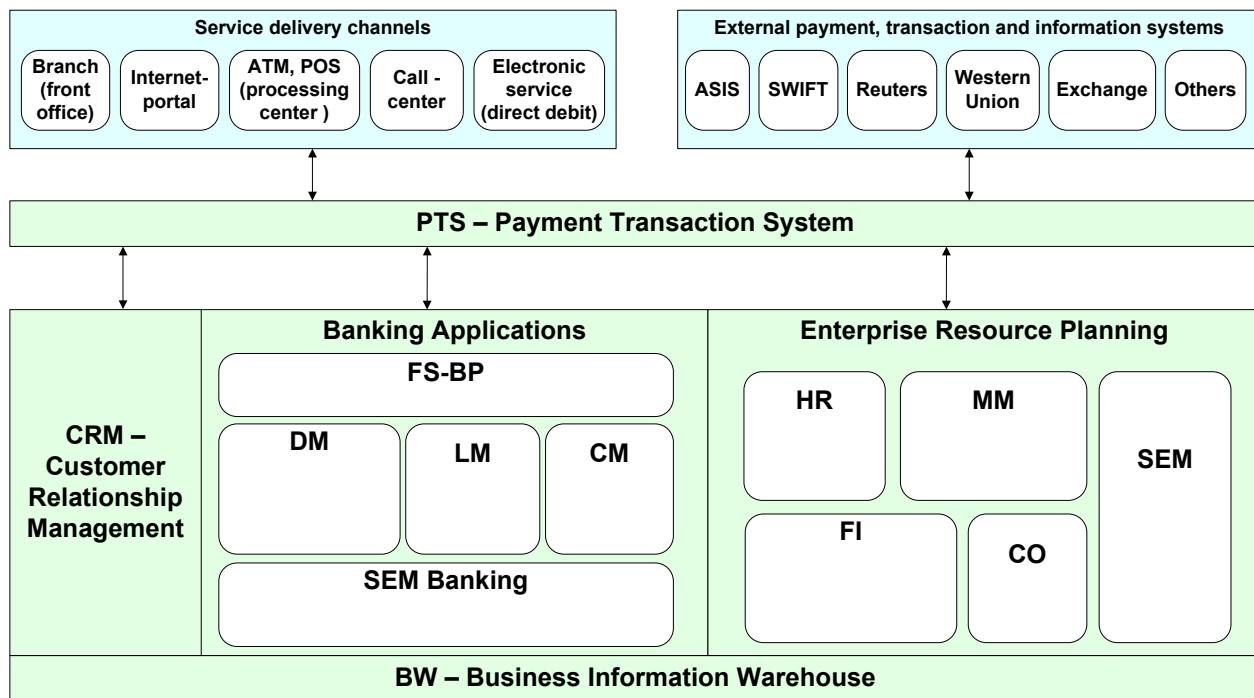 Service delivery channels
Branch
(front
office)
Internet-
portal
ATM, POS
(processing
center )
Call -
center
Electronic
service
(direct debit)
External payment, transaction and information systems
ASIS
SWIFT
Reuters
Western
Union
Exchange
Others
PTS – Payment Transaction System
CRM –
Customer
Relationship
Management
Banking Applications
FS-BP
DM
LM
CM
SEM Banking
Enterprise Resource Planning
HR
MM
SEM
FI
CO
BW – Business Information Warehouse